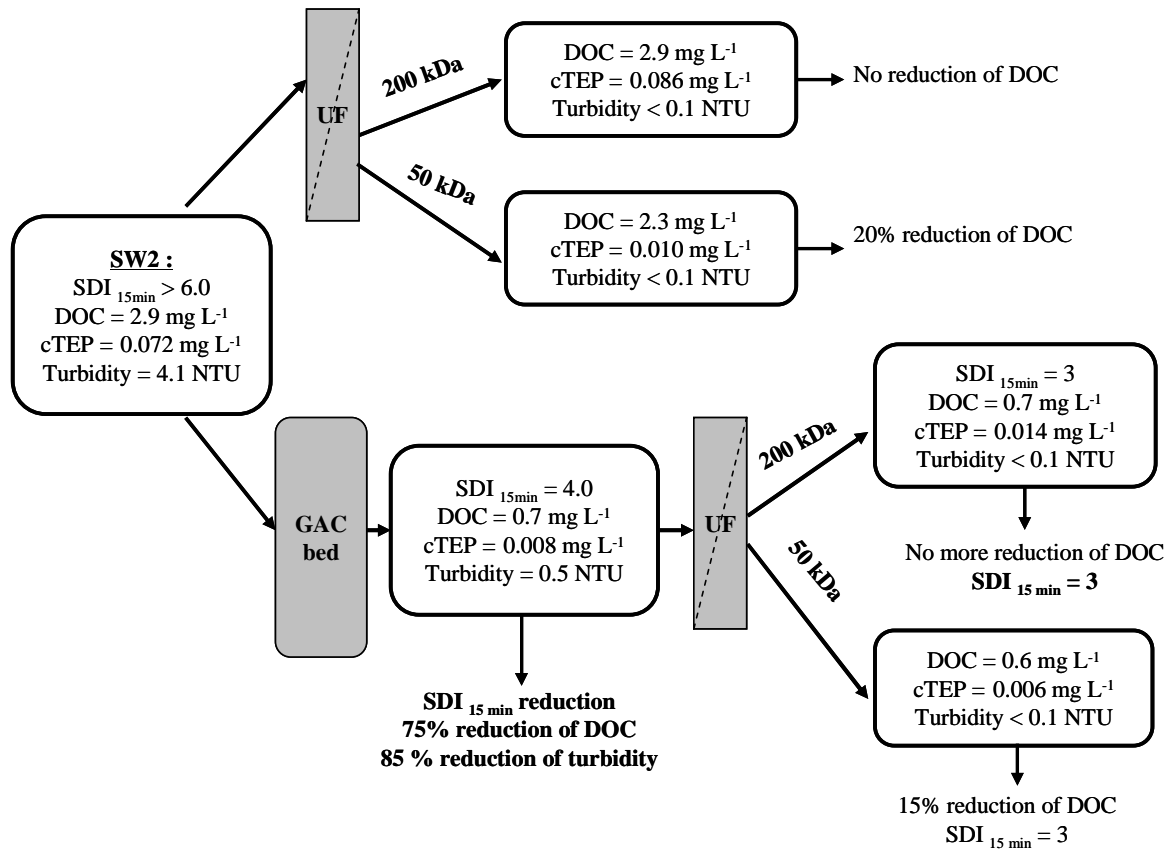 UF
200 kDa
DOC = 2.9 mg L⁻¹
cTEP = 0.086 mg L⁻¹
Turbidity < 0.1 NTU
No reduction of DOC
50 kDa
DOC = 2.3 mg L⁻¹
cTEP = 0.010 mg L⁻¹
Turbidity < 0.1 NTU
20% reduction of DOC
SW2 :
SDI 15min > 6.0
DOC = 2.9 mg L⁻¹
cTEP = 0.072 mg L⁻¹
Turbidity = 4.1 NTU
GAC
bed
SDI 15min = 4.0
DOC = 0.7 mg L⁻¹
cTEP = 0.008 mg L⁻¹
Turbidity = 0.5 NTU
SDI 15 min reduction
75% reduction of DOC
85 % reduction of turbidity
UF
200 kDa
SDI 15min = 3
DOC = 0.7 mg L⁻¹
cTEP = 0.014 mg L⁻¹
Turbidity < 0.1 NTU
No more reduction of DOC
SDI 15 min = 3
50 kDa
DOC = 0.6 mg L⁻¹
cTEP = 0.006 mg L⁻¹
Turbidity < 0.1 NTU
15% reduction of DOC
SDI 15 min = 3